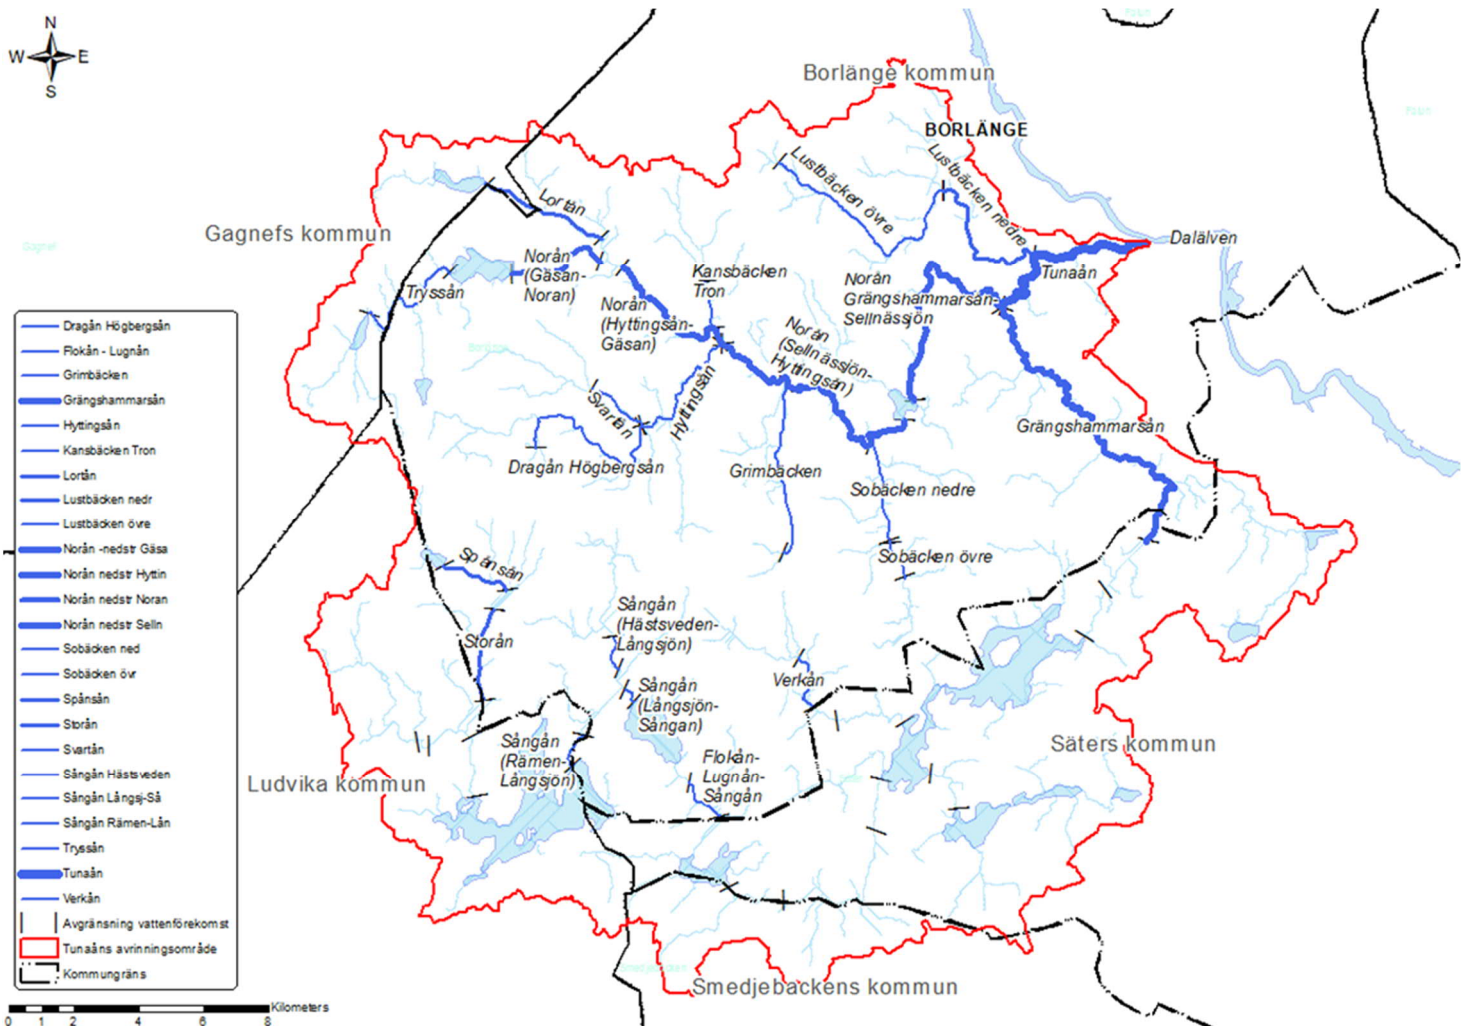 N
W E
S
Borlänge kommun
BORLÄNGE
Lustbäcken övre
Lustbäcken nedre
Lortån
Gagnefs kommun
Dalälven
Tunaån
Norån
(Gäsan-
Noran)
Tryssån
Kansbäcken
Tron
Norån
Grängshammarsån-
Sellnässjön
Norån
(Hyttingsån-
Gäsan)
Norån
(Sellnässjön-
Hyttingsån)
Svartån
Hyttingsån
Grängshammarsån
Dragån Högbergsån
Grimbäcken
Sobäcken nedre
Sobäcken övre
Spånsån
Sångån
(Hästsveden-
Långsjön)
Storån
Verkån
Sångån
(Långsjön-
Sångan)
Sångån
(Rämen-
Långsjön)
Flokån-
Lugnån-
Sångån
Säters kommun
Ludvika kommun
Smedjebackens kommun
Dragån Högbergsån
Flokån - Lugnån
Grimbäcken
Grängshammarsån
Hyttingsån
Kansbäcken Tron
Lortån
Lustbäcken nedr
Lustbäcken övre
Norån -nedstr Gäsa
Norån nedstr Hyttin
Norån nedstr Noran
Norån nedstr Selln
Sobäcken ned
Sobäcken övr
Spånsån
Storån
Svartån
Sångån Hästsveden
Sångån Långsj-Så
Sångån Rämen-Lån
Tryssån
Tunaån
Verkån
Avgränsning vattenförekomst
Tunaåns avrinningsområde
Kommungräns
Kilometers
0 1 2 4 6 8